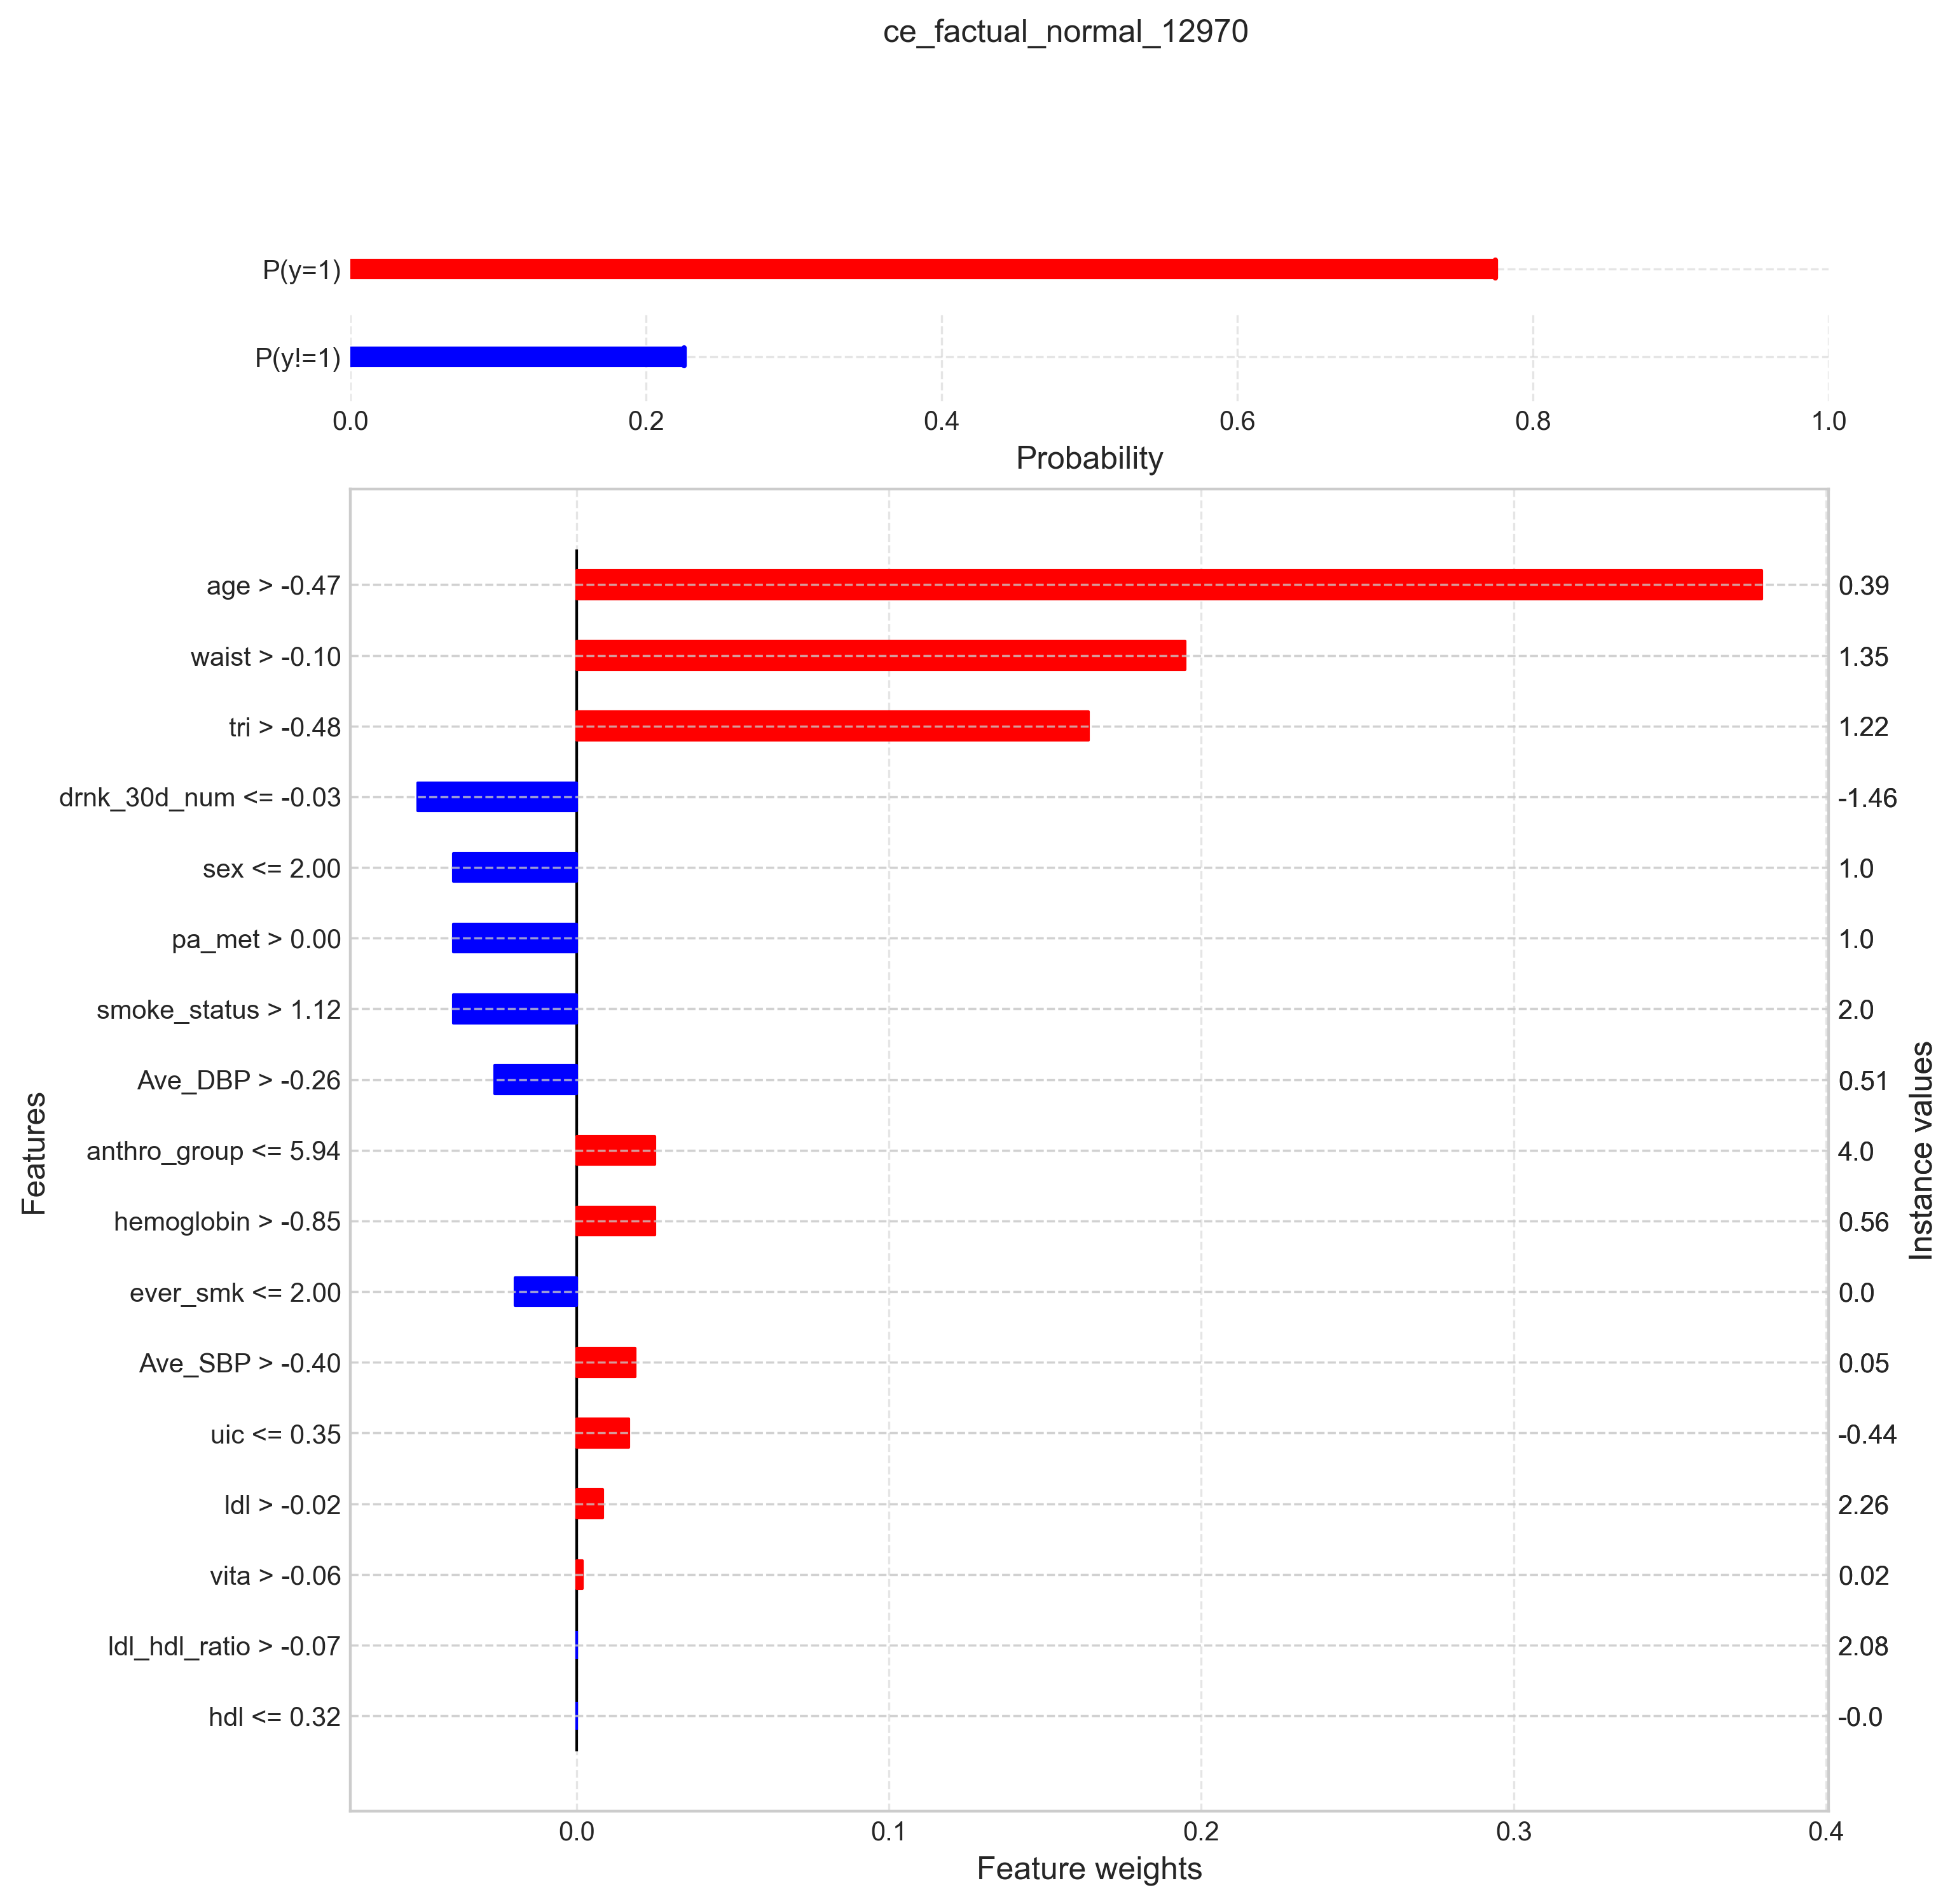 ce_factual_normal_12970
P(y=1)
P(y!=1)
0.0 0.2 0.4 0.6 0.8 1.0
Probability
age > -0.47 0.39
waist > -0.10 1.35
tri > -0.48 1.22
drnk_30d_num <= -0.03 -1.46
sex <= 2.00 1.0
pa_met > 0.00 1.0
smoke_status > 1.12 2.0
Ave_DBP > -0.26 0.51
anthro_group <= 5.94 4.0
hemoglobin > -0.85 0.56
ever_smk <= 2.00 0.0
Ave_SBP > -0.40 0.05
uic <= 0.35 -0.44
ldl > -0.02 2.26
vita > -0.06 0.02
ldl_hdl_ratio > -0.07 2.08
hdl <= 0.32 -0.0
Features
Instance values
0.0 0.1 0.2 0.3 0.4
Feature weights